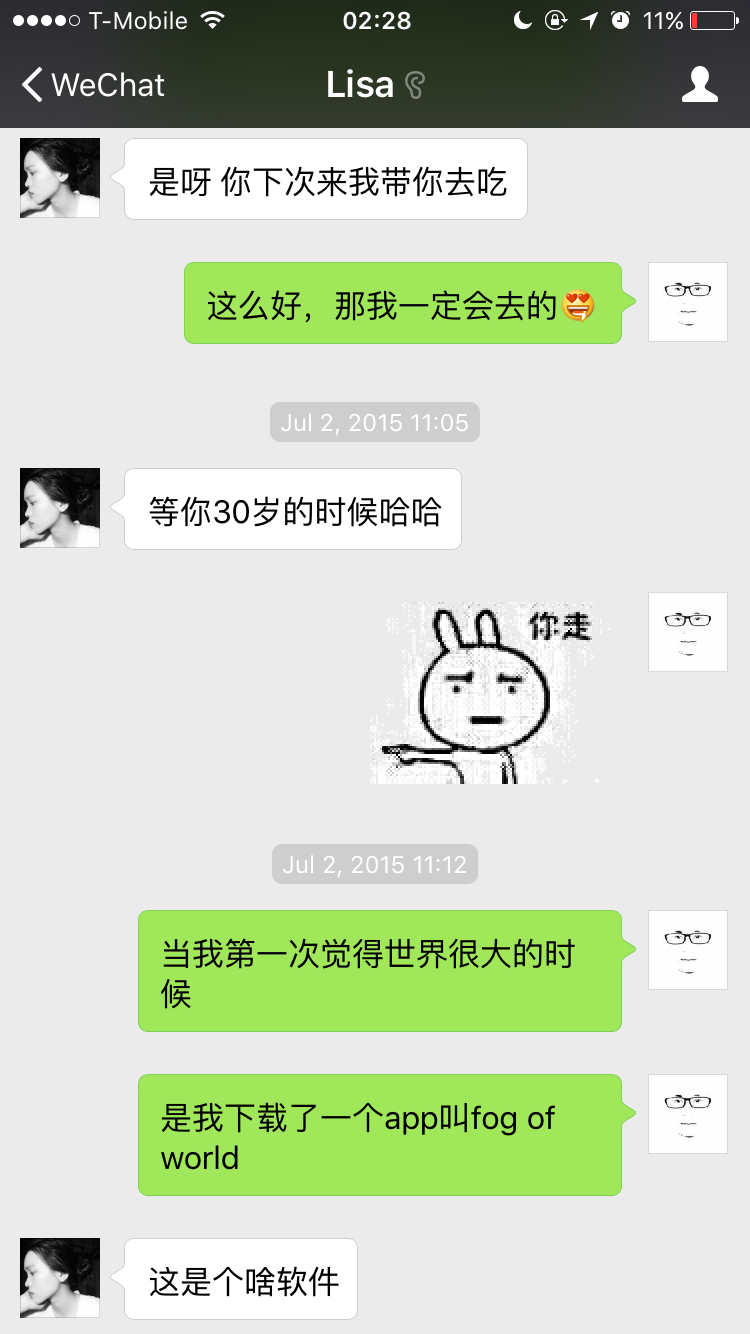 T-Mobile 02:28 11%
WeChat Lisa
是呀 你下次来我带你去吃
这么好，那我一定会去的😍
Jul 2, 2015 11:05
等你30岁的时候哈哈
你走
Jul 2, 2015 11:12
当我第一次觉得世界很大的时
候
是我下载了一个app叫fog of
world
这是个啥软件